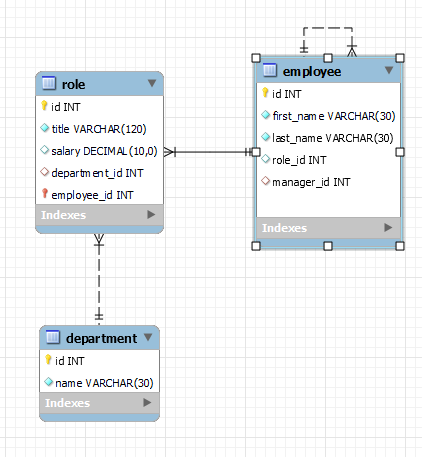 role
id INT
title VARCHAR(120)
salary DECIMAL(10,0)
department_id INT
employee_id INT
Indexes
employee
id INT
first_name VARCHAR(30)
last_name VARCHAR(30)
role_id INT
manager_id INT
Indexes
department
id INT
name VARCHAR(30)
Indexes